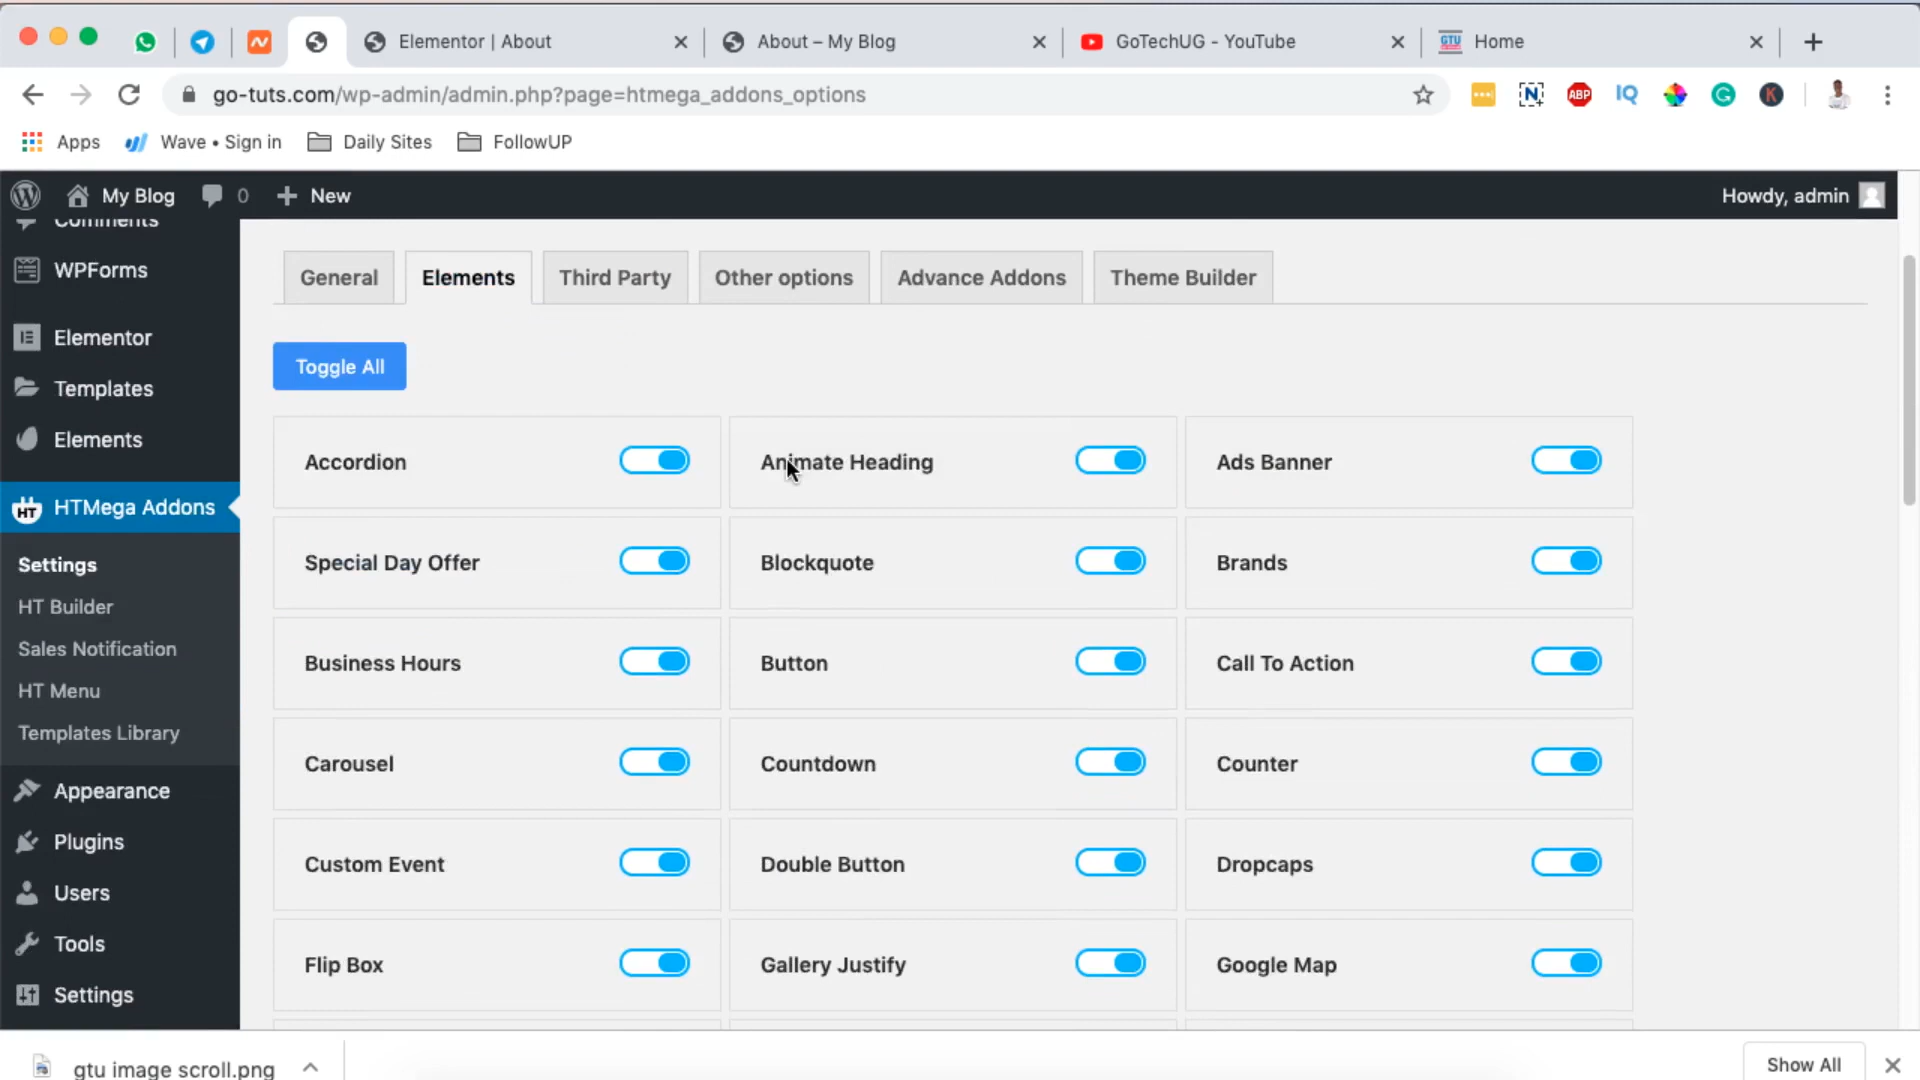 Elementor | About
About – My Blog
GoTechUG - YouTube
GTU
Home
go-tuts.com/wp-admin/admin.php?page=htmega_addons_options
N
ABP
IQ
G
K
Apps
Wave • Sign in
Daily Sites
FollowUP
My Blog
0
New
Howdy, admin
Comments
WPForms
Elementor
Templates
Elements
HT
HTMega Addons
Settings
HT Builder
Sales Notification
HT Menu
Templates Library
Appearance
Plugins
Users
Tools
Settings
General
Elements
Third Party
Other options
Advance Addons
Theme Builder
Toggle All
Accordion
Animate Heading
Ads Banner
Special Day Offer
Blockquote
Brands
Business Hours
Button
Call To Action
Carousel
Countdown
Counter
Custom Event
Double Button
Dropcaps
Flip Box
Gallery Justify
Google Map
gtu image scroll.png
Show All